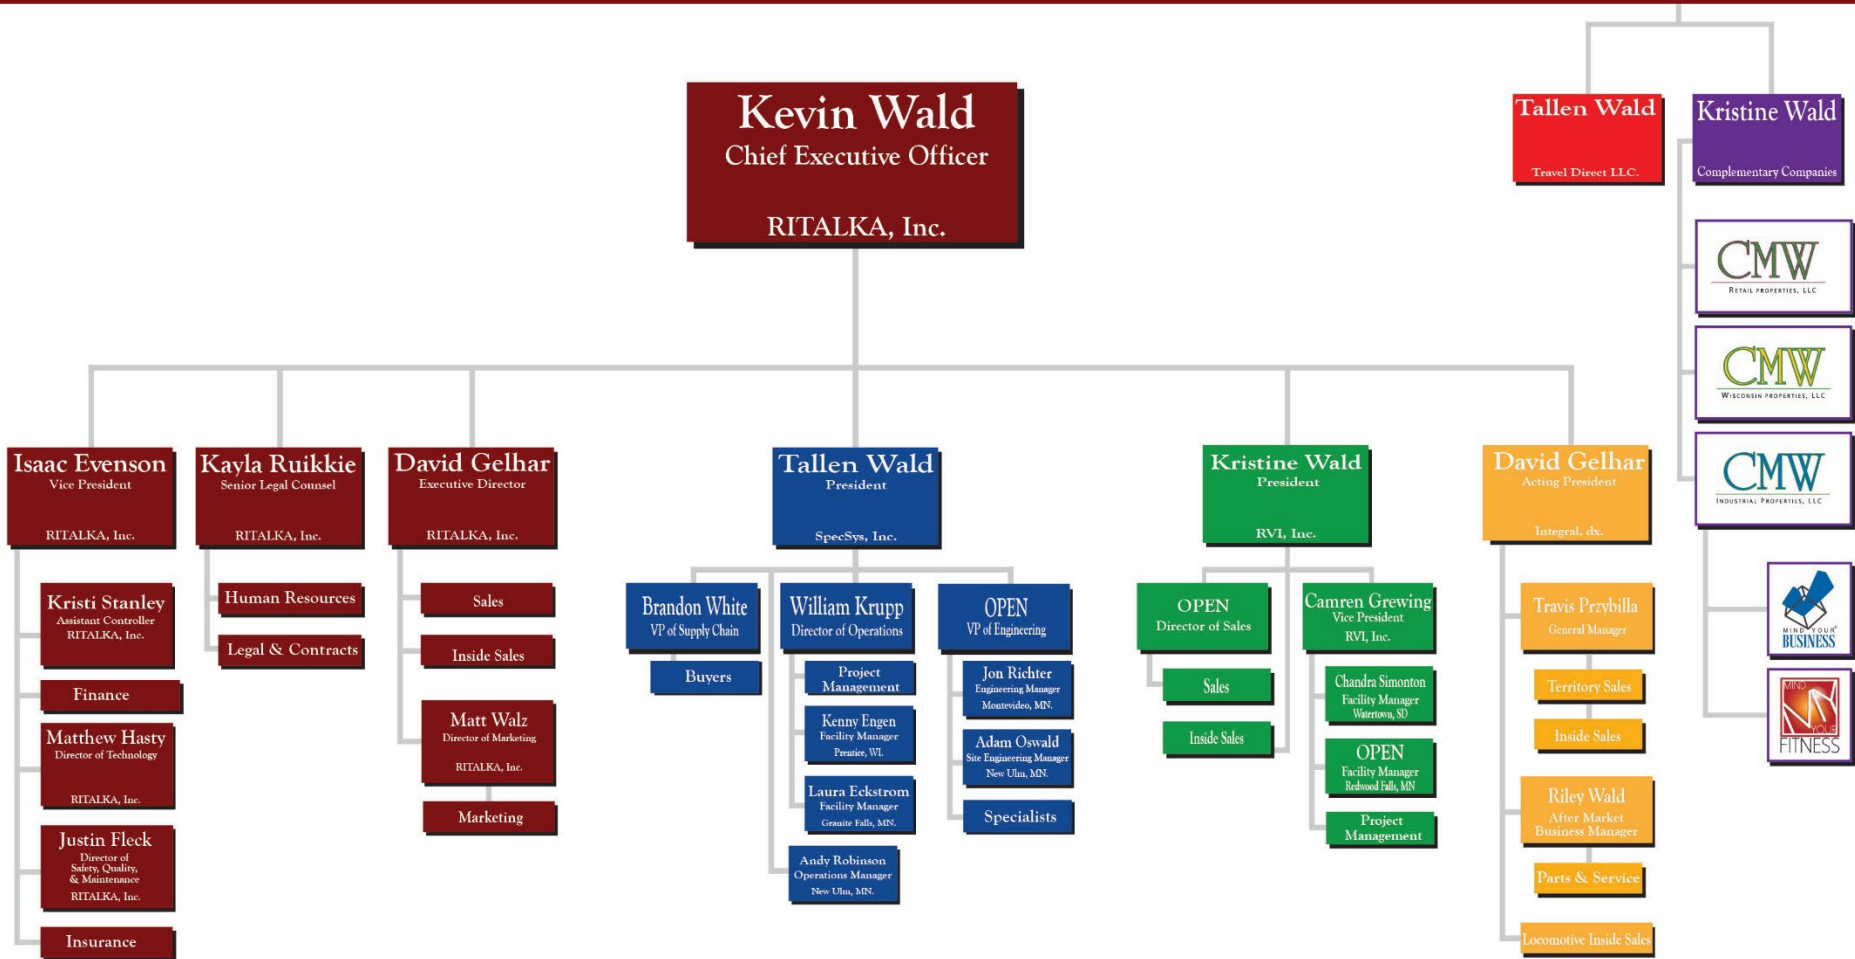 Kevin Wald
Chief Executive Officer
RITALKA, Inc.
Tallen Wald
Travel Direct LLC.
Kristine Wald
Complementary Companies
CMW
RETAIL PROPERTIES, LLC
CMW
WISCONSIN PROPERTIES, LLC
CMW
INDUSTRIAL PROPERTIES, LLC
MIND YOUR
BUSINESS
MIND
YOUR
FITNESS
Isaac Evenson
Vice President
RITALKA, Inc.
Kristi Stanley
Assistant Controller
RITALKA, Inc.
Finance
Matthew Hasty
Director of Technology
RITALKA, Inc.
Justin Fleck
Director of
Safety, Quality,
& Maintenance
RITALKA, Inc.
Insurance
Kayla Ruikkie
Senior Legal Counsel
RITALKA, Inc.
Human Resources
Legal & Contracts
David Gelhar
Executive Director
RITALKA, Inc.
Sales
Inside Sales
Matt Walz
Director of Marketing
RITALKA, Inc.
Marketing
Tallen Wald
President
SpecSys, Inc.
Brandon White
VP of Supply Chain
Buyers
William Krupp
Director of Operations
Project
Management
Kenny Engen
Facility Manager
Prentice, WI.
Laura Eckstrom
Facility Manager
Granite Falls, MN.
Andy Robinson
Operations Manager
New Ulm, MN.
OPEN
VP of Engineering
Jon Richter
Engineering Manager
Montevideo, MN.
Adam Oswald
Site Engineering Manager
New Ulm, MN.
Specialists
Kristine Wald
President
RVI, Inc.
OPEN
Director of Sales
Sales
Inside Sales
Camren Grewing
Vice President
RVI, Inc.
Chandra Simonton
Facility Manager
Watertown, SD
OPEN
Facility Manager
Redwood Falls, MN
Project
Management
David Gelhar
Acting President
Integral, dx.
Travis Przybilla
General Manager
Territory Sales
Inside Sales
Riley Wald
After Market
Business Manager
Parts & Service
Locomotive Inside Sales